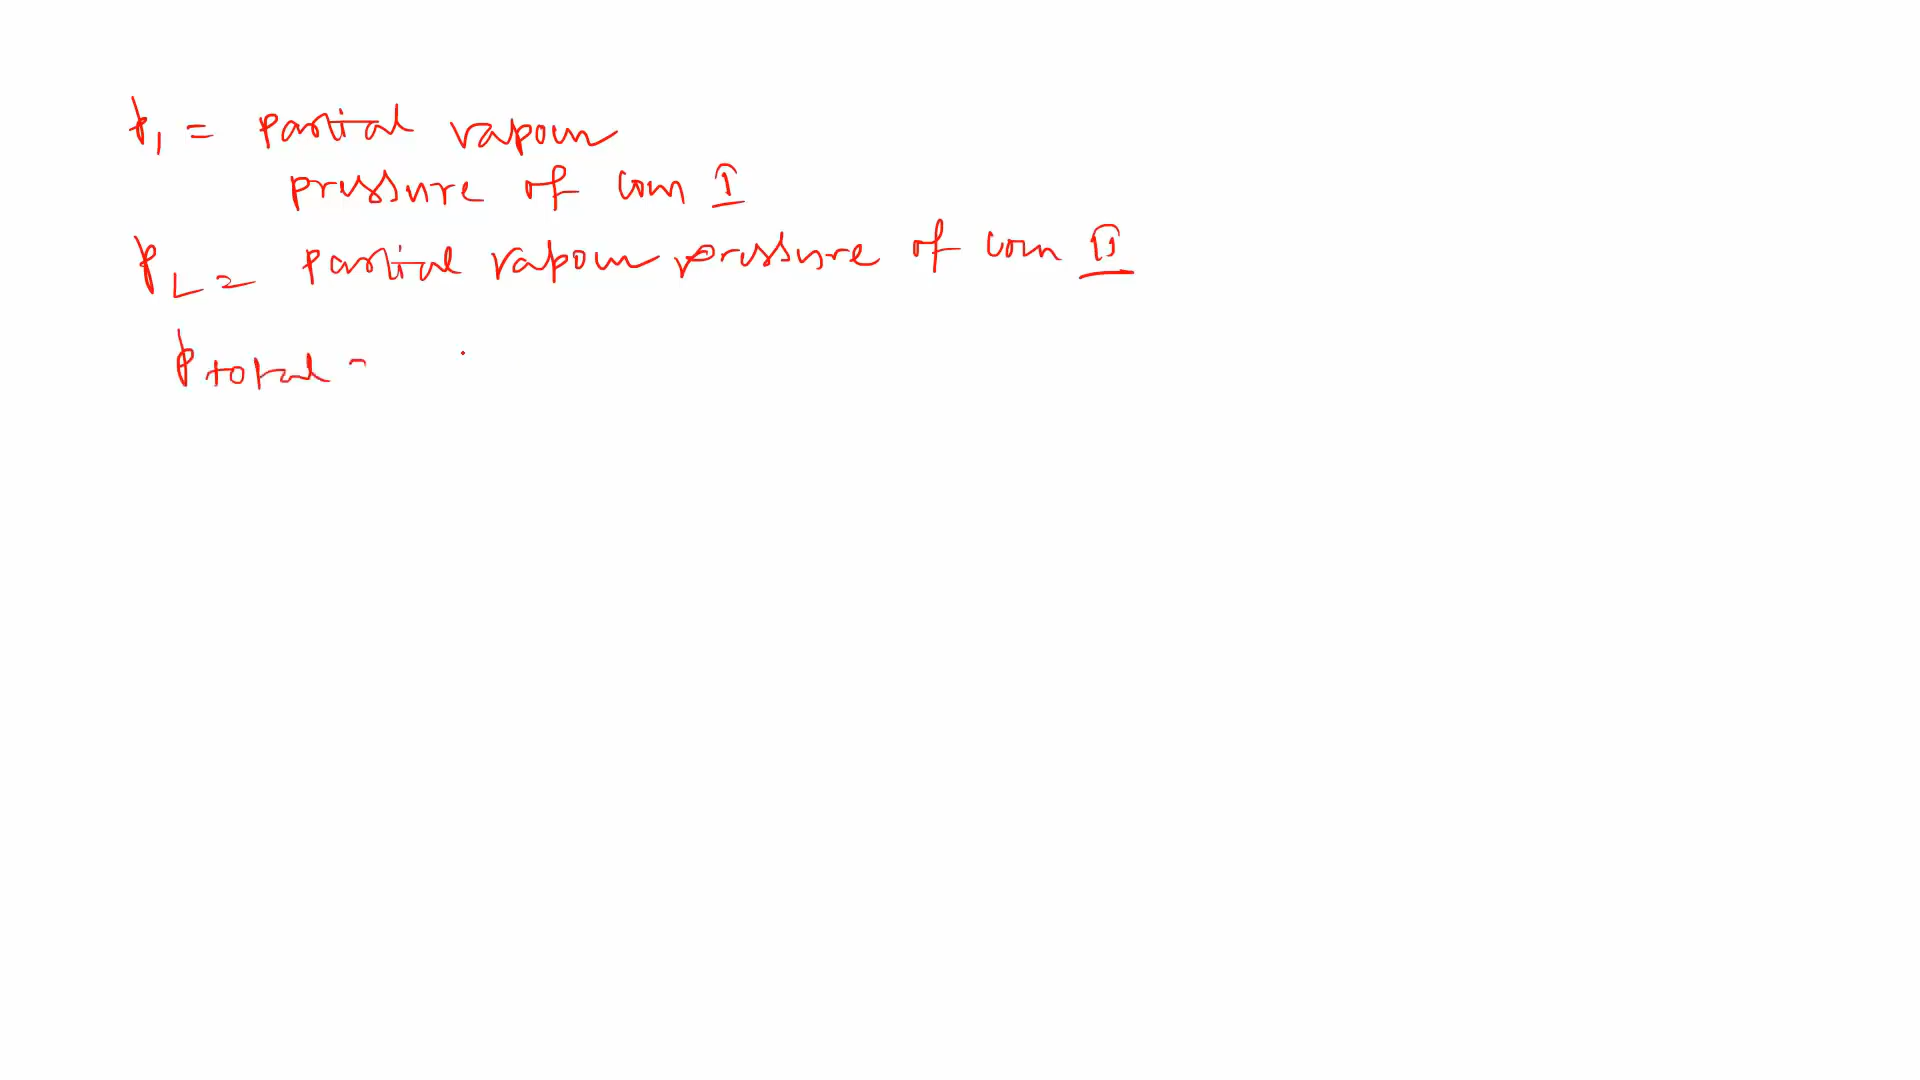 p₁ = partial vapour
pressure of com I
p₂ = partial vapour pressure of com II
p total =